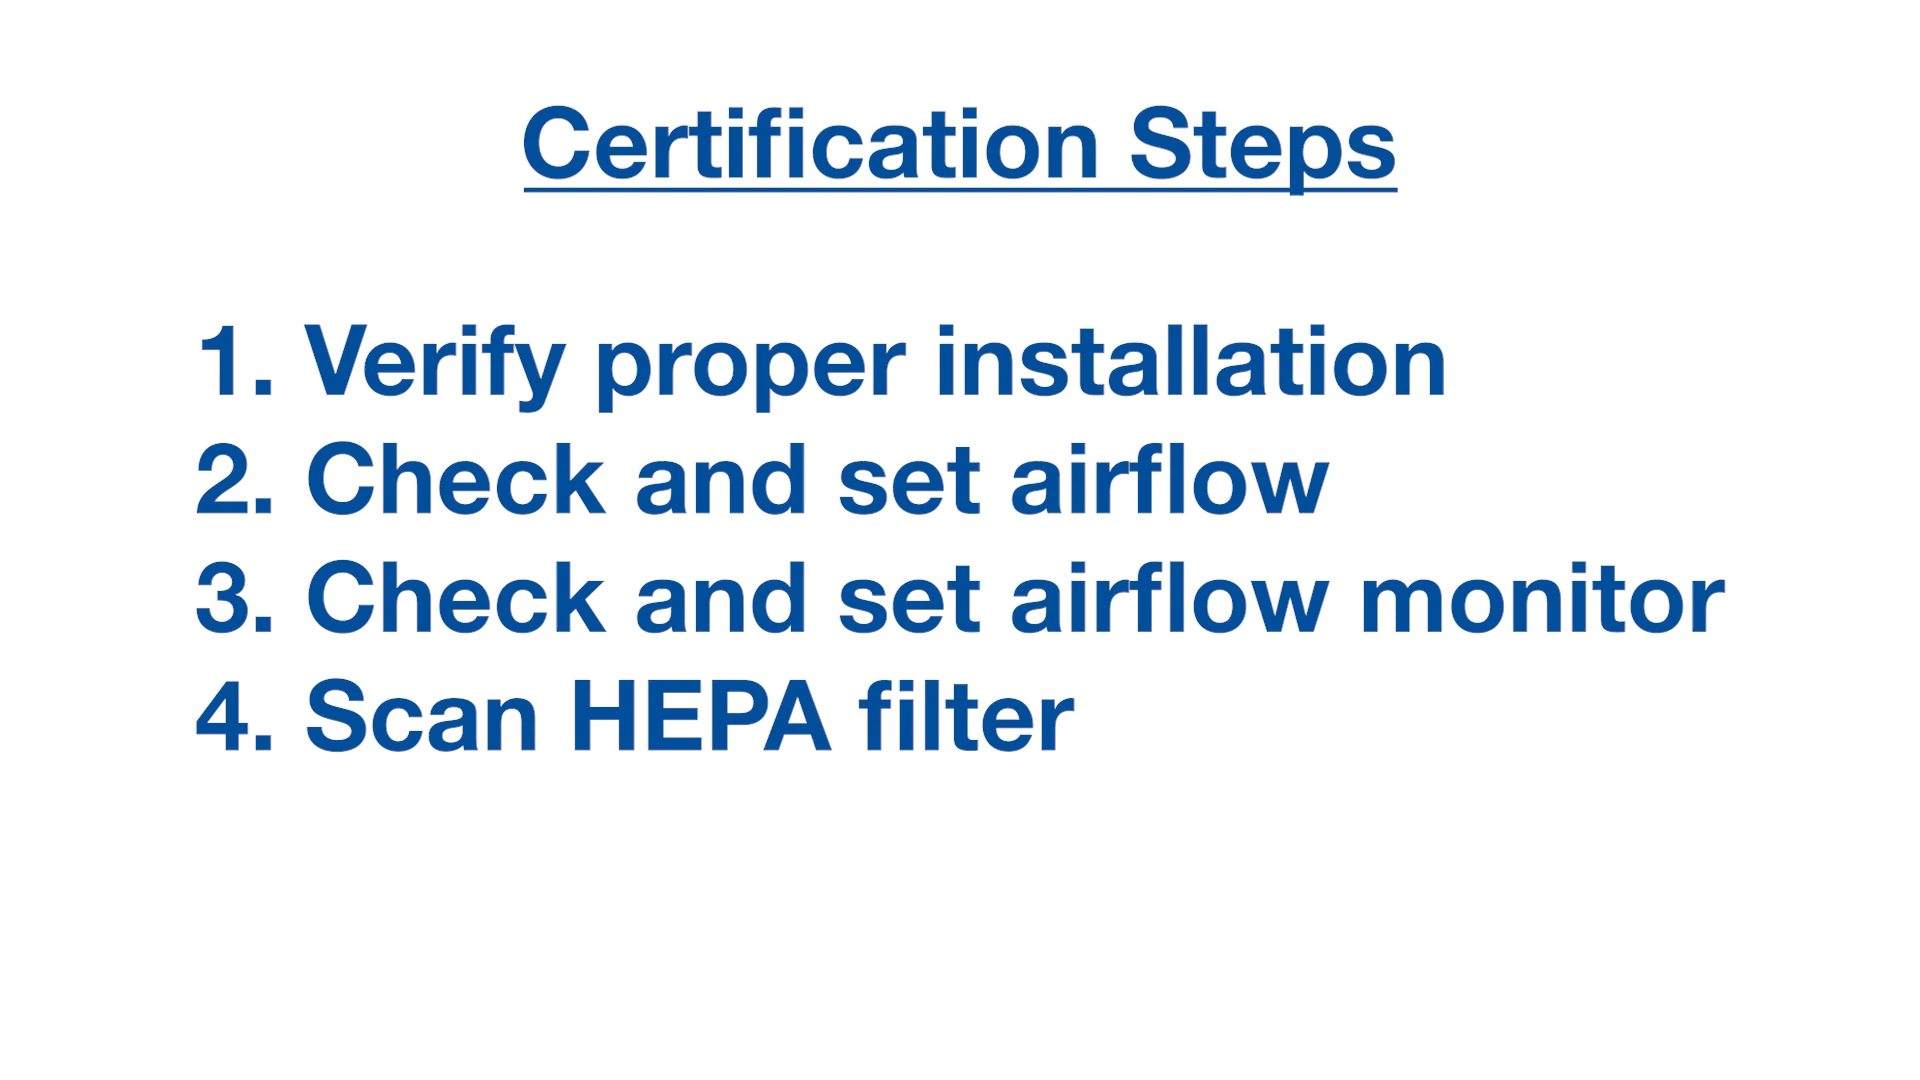 Certification Steps
1. Verify proper installation
2. Check and set airflow
3. Check and set airflow monitor
4. Scan HEPA filter